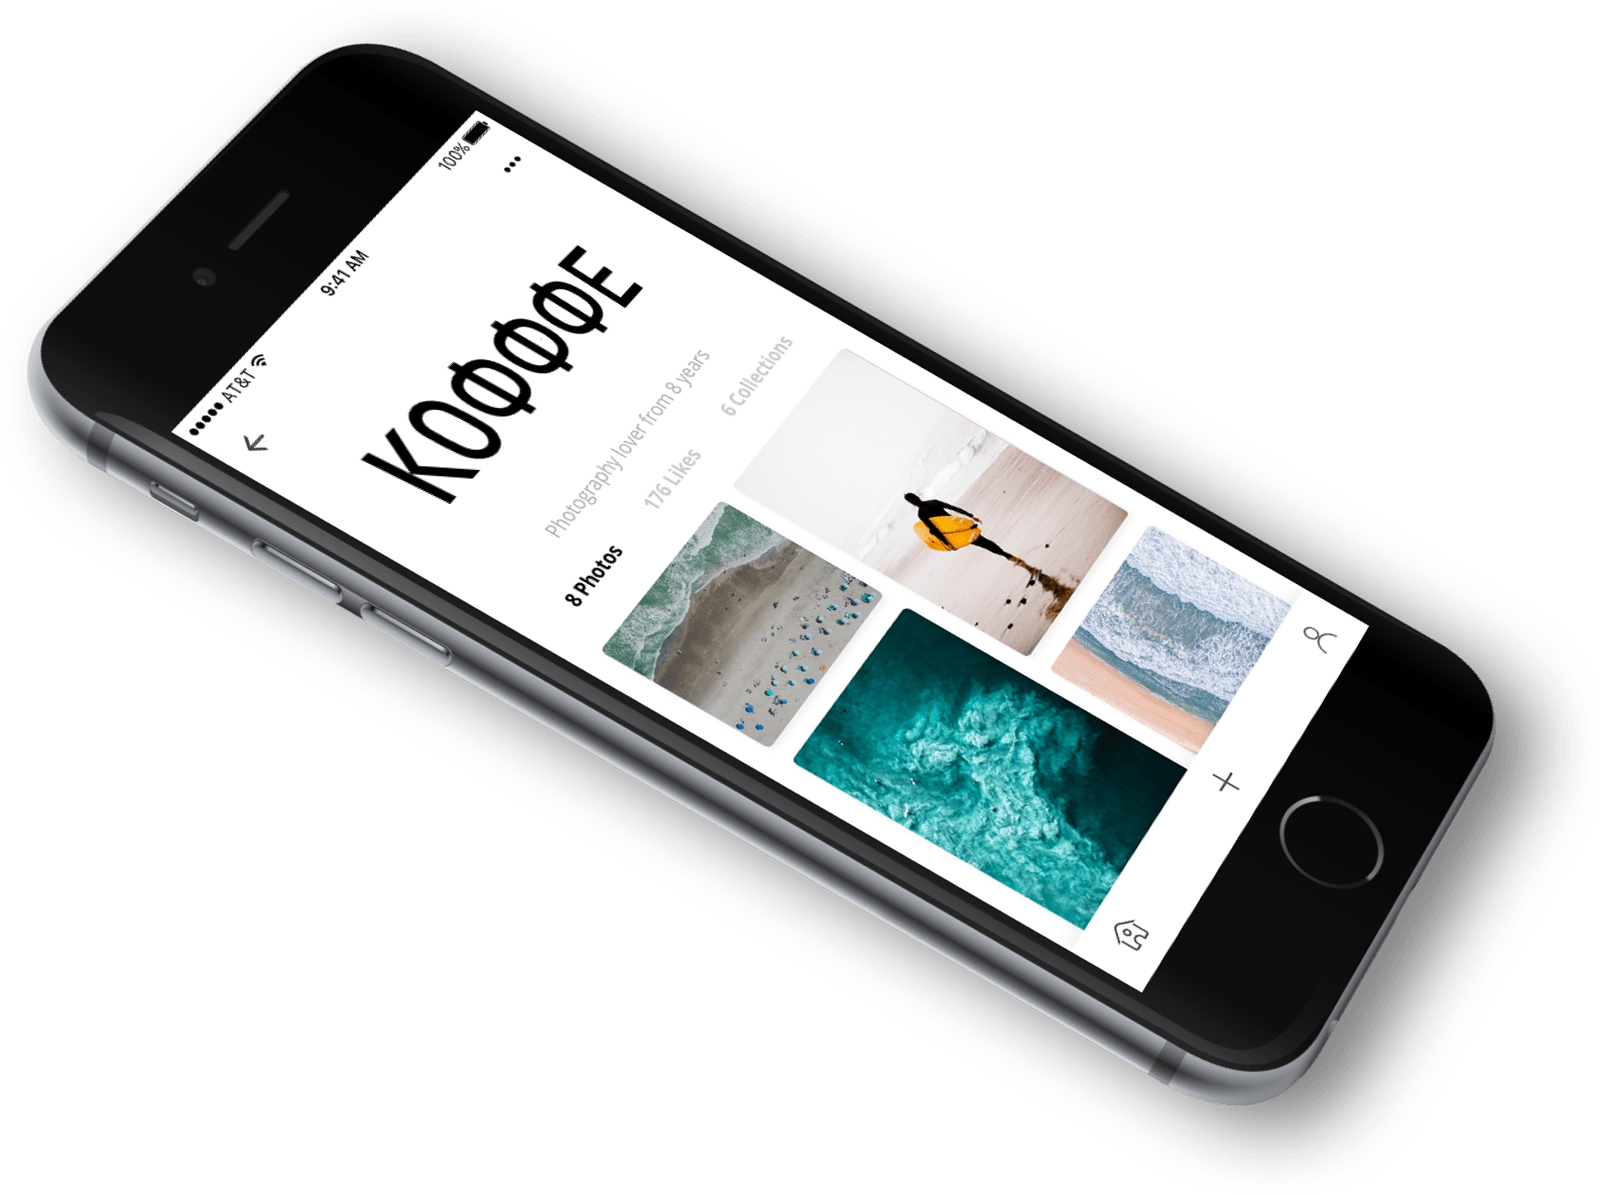 AT&T 9:41 AM 100%
КОФФЕ
Photography lover from 8 years
8 Photos 176 Likes 6 Collections